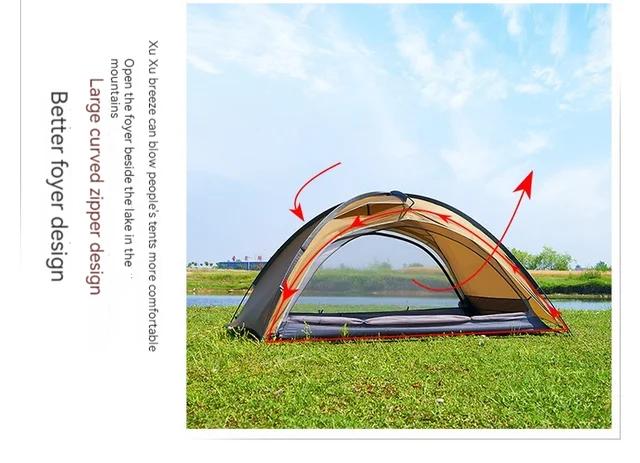 Better foyer design
Large curved zipper design
Open the foyer beside the lake in the
mountains
Xu Xu breeze can blow people's tents more comfortable